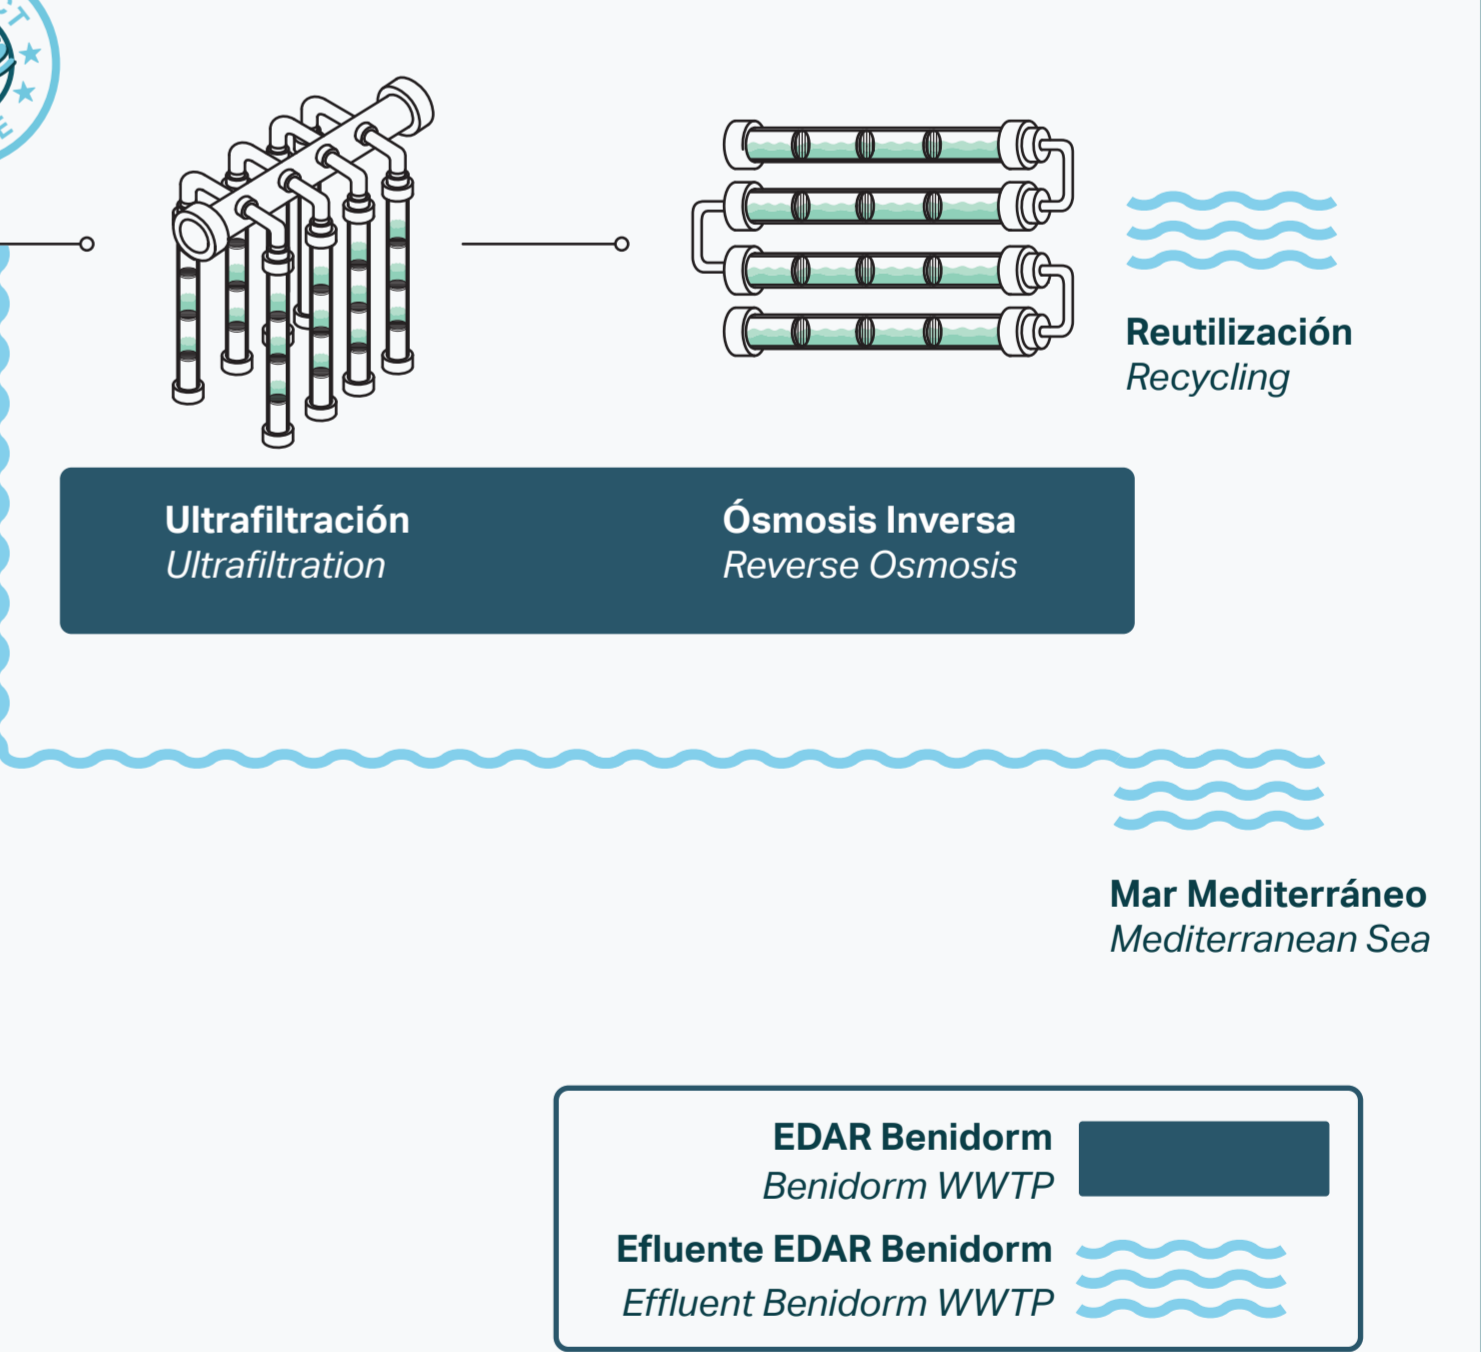 Reutilización
Recycling
Ultrafiltración
Ultrafiltration
Ósmosis Inversa
Reverse Osmosis
Mar Mediterráneo
Mediterranean Sea
EDAR Benidorm
Benidorm WWTP
Efluente EDAR Benidorm
Effluent Benidorm WWTP